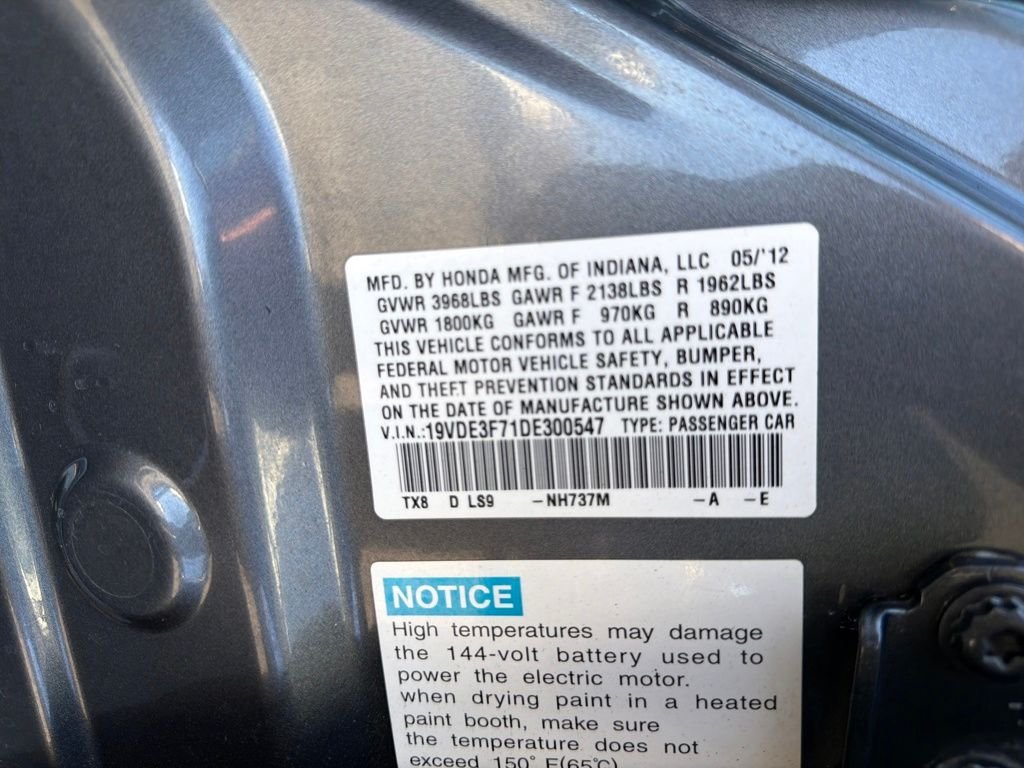 MFD. BY HONDA MFG. OF INDIANA, LLC 05/'12
GVWR 3968LBS GAWR F 2138LBS R 1962LBS
GVWR 1800KG GAWR F 970KG R 890KG
THIS VEHICLE CONFORMS TO ALL APPLICABLE
FEDERAL MOTOR VEHICLE SAFETY, BUMPER,
AND THEFT PREVENTION STANDARDS IN EFFECT
ON THE DATE OF MANUFACTURE SHOWN ABOVE.
V.I.N.:19VDE3F71DE300547 TYPE: PASSENGER CAR
TX8 D LS9 -NH737M -A -E
NOTICE
High temperatures may damage
the 144-volt battery used to
power the electric motor.
when drying paint in a heated
paint booth, make sure
the temperature does not
exceed 150° F(65℃)